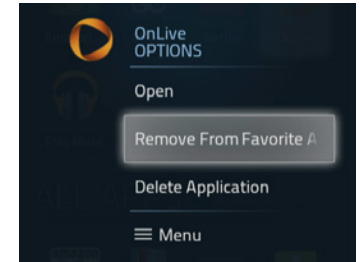 OnLive
OPTIONS
Open
Remove From Favorite A
Delete Application
Menu